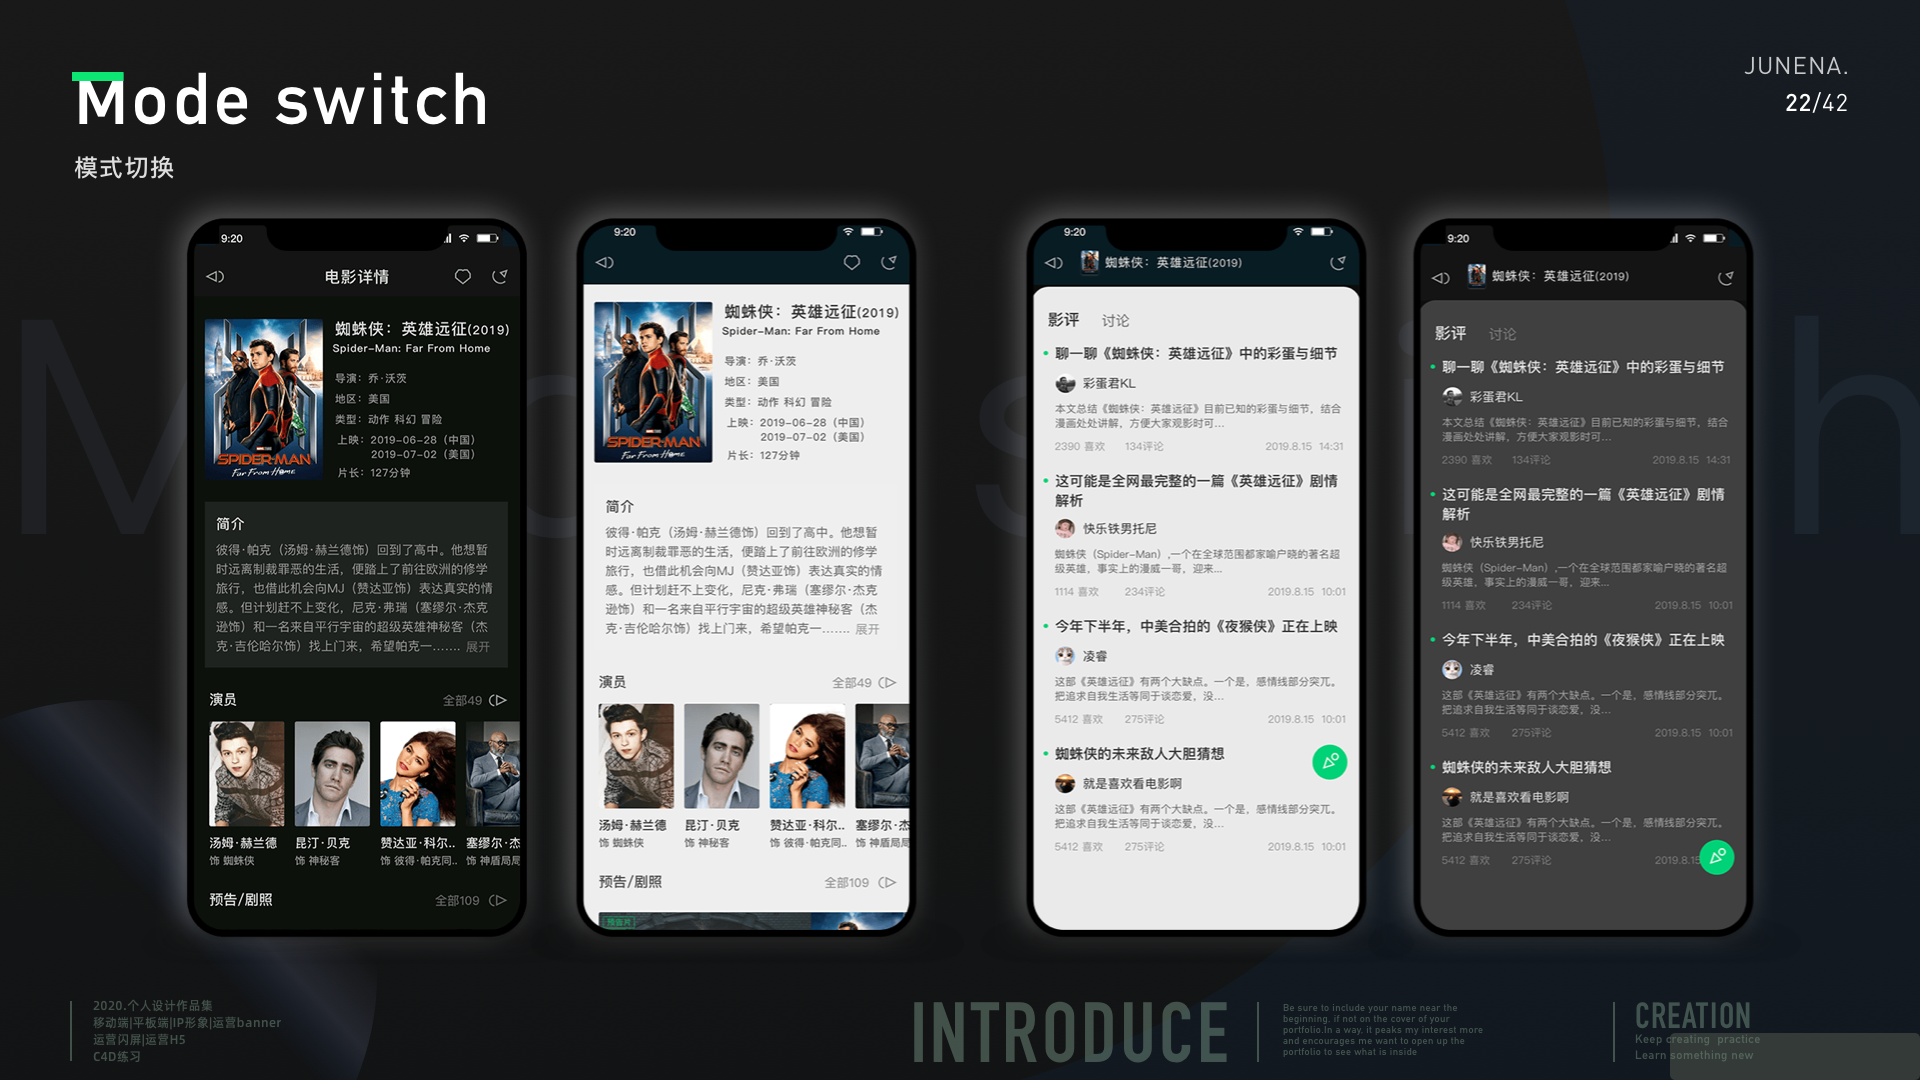 Mode switch
模式切换
JUNENA.
22/42
9:20
电影详情
蜘蛛侠：英雄远征(2019)
Spider-Man: Far From Home
导演：乔·沃茨
地区：美国
类型：动作 科幻 冒险
上映：2019-06-28（中国）
2019-07-02（美国）
片长：127分钟
SPIDER-MAN
Far From Home
简介
彼得·帕克（汤姆·赫兰德饰）回到了高中。他想暂
时远离制裁罪恶的生活，便踏上了前往欧洲的修学
旅行，也借此机会向MJ（赞达亚饰）表达真实的情
感。但计划赶不上变化，尼克·弗瑞（塞缪尔·杰克
逊饰）和一名来自平行宇宙的超级英雄神秘客（杰
克·吉伦哈尔饰）找上门来，希望帕克一....... 展开
演员
全部49
汤姆·赫兰德
昆汀·贝克
赞达亚·科尔..
塞缪尔·杰
饰 蜘蛛侠
饰 神秘客
饰 彼得·帕克同..
饰 神盾局局
预告/剧照
全部109
9:20
蜘蛛侠：英雄远征(2019)
Spider-Man: Far From Home
导演：乔·沃茨
地区：美国
类型：动作 科幻 冒险
上映：2019-06-28（中国）
2019-07-02（美国）
片长：127分钟
SPIDER-MAN
Far From Home
简介
彼得·帕克（汤姆·赫兰德饰）回到了高中。他想暂
时远离制裁罪恶的生活，便踏上了前往欧洲的修学
旅行，也借此机会向MJ（赞达亚饰）表达真实的情
感。但计划赶不上变化，尼克·弗瑞（塞缪尔·杰克
逊饰）和一名来自平行宇宙的超级英雄神秘客（杰
克·吉伦哈尔饰）找上门来，希望帕克一....... 展开
演员
全部49
汤姆·赫兰德
昆汀·贝克
赞达亚·科尔..
塞缪尔·杰
饰 蜘蛛侠
饰 神秘客
饰 彼得·帕克同..
饰 神盾局局
预告/剧照
全部109
预告片
9:20
蜘蛛侠：英雄远征(2019)
影评 讨论
聊一聊《蜘蛛侠：英雄远征》中的彩蛋与细节
彩蛋君KL
本文总结《蜘蛛侠：英雄远征》目前已知的彩蛋与细节，结合
漫画处处讲解，方便大家观影时可...
2390 喜欢 134评论 2019.8.15 14:31
这可能是全网最完整的一篇《英雄远征》剧情
解析
快乐铁男托尼
蜘蛛侠（Spider-Man）,一个在全球范围都家喻户晓的著名超
级英雄，事实上的漫威一哥，迎来...
1114 喜欢 234评论 2019.8.15 10:01
今年下半年，中美合拍的《夜猴侠》正在上映
凌睿
这部《英雄远征》有两个大缺点。一个是，感情线部分突兀。
把追求自我生活等同于谈恋爱，没...
5412 喜欢 275评论 2019.8.15 10:01
蜘蛛侠的未来敌人大胆猜想
就是喜欢看电影啊
这部《英雄远征》有两个大缺点。一个是，感情线部分突兀。
把追求自我生活等同于谈恋爱，没...
5412 喜欢 275评论 2019.8.15 10:01
9:20
蜘蛛侠：英雄远征(2019)
影评 讨论
聊一聊《蜘蛛侠：英雄远征》中的彩蛋与细节
彩蛋君KL
本文总结《蜘蛛侠：英雄远征》目前已知的彩蛋与细节，结合
漫画处处讲解，方便大家观影时可...
2390 喜欢 134评论 2019.8.15 14:31
这可能是全网最完整的一篇《英雄远征》剧情
解析
快乐铁男托尼
蜘蛛侠（Spider-Man）,一个在全球范围都家喻户晓的著名超
级英雄，事实上的漫威一哥，迎来...
1114 喜欢 234评论 2019.8.15 10:01
今年下半年，中美合拍的《夜猴侠》正在上映
凌睿
这部《英雄远征》有两个大缺点。一个是，感情线部分突兀。
把追求自我生活等同于谈恋爱，没...
5412 喜欢 275评论 2019.8.15 10:01
蜘蛛侠的未来敌人大胆猜想
就是喜欢看电影啊
这部《英雄远征》有两个大缺点。一个是，感情线部分突兀。
把追求自我生活等同于谈恋爱，没...
5412 喜欢 275评论 2019.8.15
2020.个人设计作品集
移动端|平板端|IP形象|运营banner
运营闪屏|运营H5
C4D练习
INTRODUCE
Be sure to include your name near the
beginning, if not on the cover of your
portfolio.In a way, it peaks my interest more
and encourages me want to open up the
portfolio to see what is inside
CREATION
Keep creating practice
Learn something new